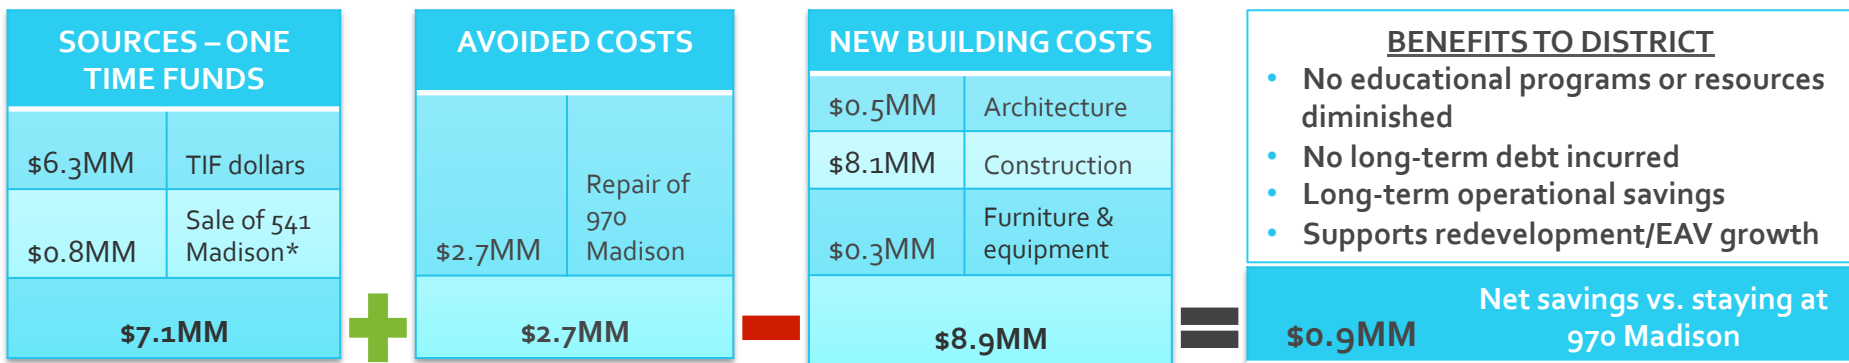 SOURCES – ONE
TIME FUNDS
$6.3MM
TIF dollars
$0.8MM
Sale of 541
Madison*
$7.1MM
AVOIDED COSTS
$2.7MM
Repair of
970
Madison
$2.7MM
NEW BUILDING COSTS
$0.5MM
Architecture
$8.1MM
Construction
$0.3MM
Furniture &
equipment
$8.9MM
BENEFITS TO DISTRICT
• No educational programs or resources
diminished
• No long-term debt incurred
• Long-term operational savings
• Supports redevelopment/EAV growth
$0.9MM
Net savings vs. staying at
970 Madison